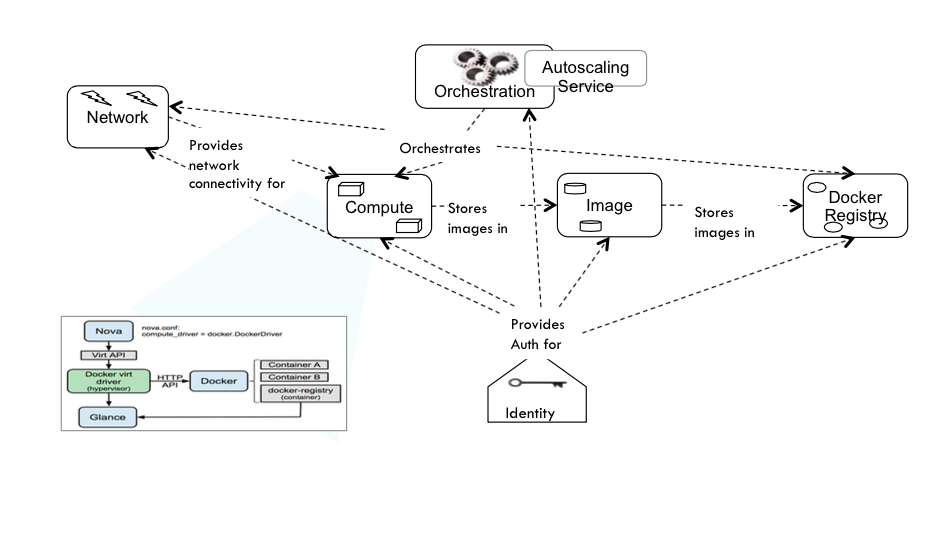 Autoscaling
Service
Orchestration
Network
Provides
network
connectivity for
Orchestrates
Compute
Stores
images in
Image
Stores
images in
Docker
Registry
Provides
Auth for
Identity
Nova
nova.conf:
compute_driver = docker.DockerDriver
Virt API
Docker virt
driver
(hypervisor)
HTTP
API
Docker
Container A
Container B
docker-registry
(container)
Glance